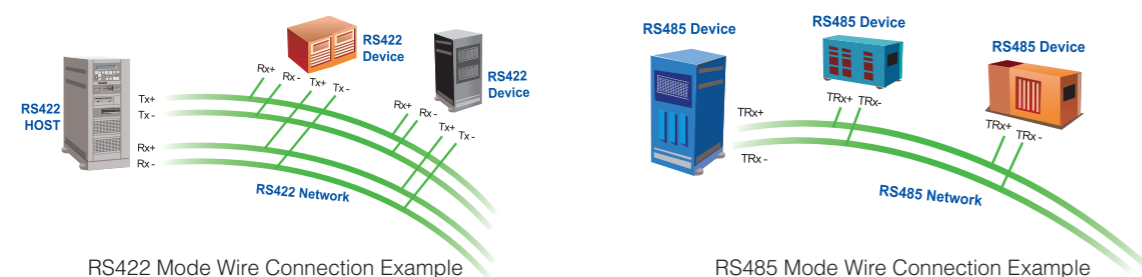 RS422
HOST
Tx+
Tx -
Rx+
Rx -
RS422
Device
Rx+
Rx -
Tx+
Tx -
RS422
Device
Rx+
Rx -
Tx+
Tx -
RS422 Network
RS422 Mode Wire Connection Example
RS485 Device
TRx+
TRx -
RS485 Device
TRx+
TRx-
RS485 Device
TRx+
TRx -
RS485 Network
RS485 Mode Wire Connection Example